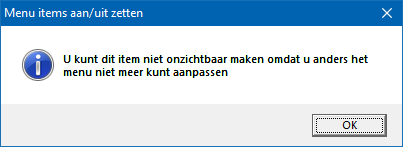 Menu items aan/uit zetten
U kunt dit item niet onzichtbaar maken omdat u anders het
menu niet meer kunt aanpassen
OK